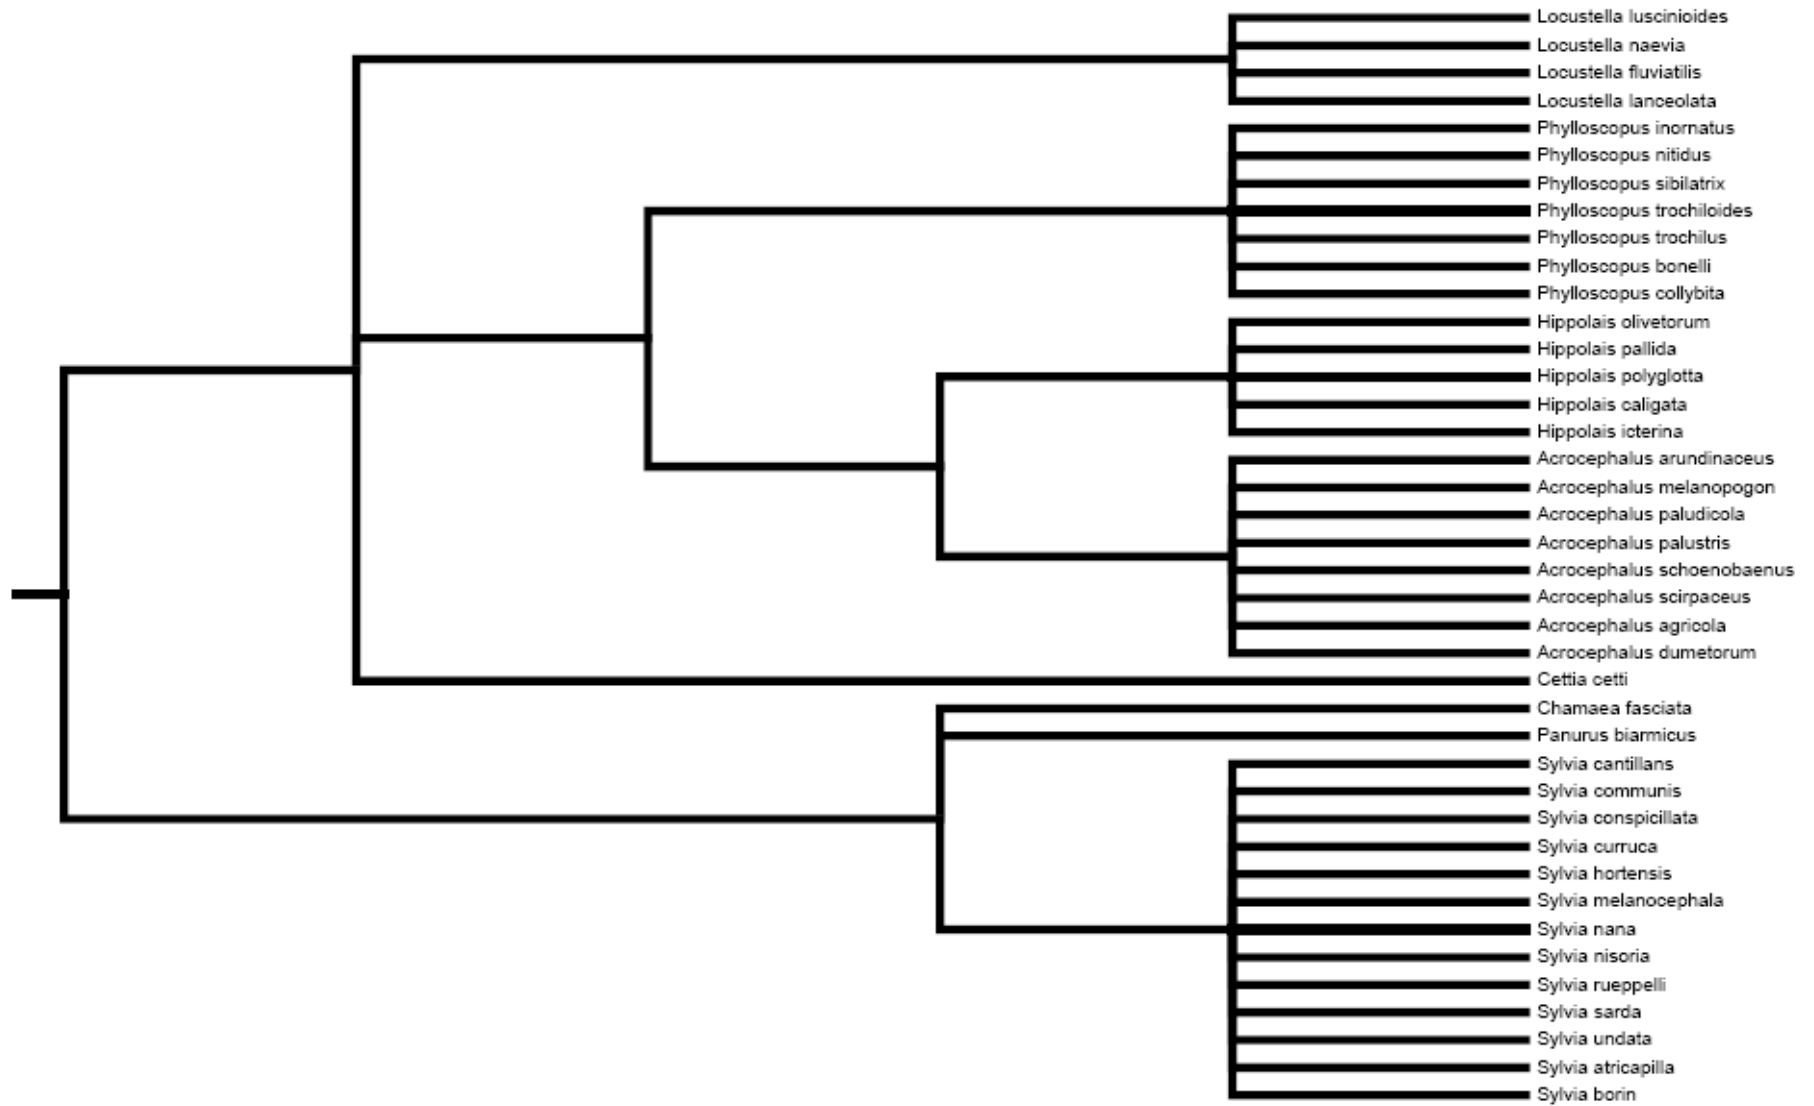 Locustella luscinioides
Locustella naevia
Locustella fluviatilis
Locustella lanceolata
Phylloscopus inornatus
Phylloscopus nitidus
Phylloscopus sibilatrix
Phylloscopus trochiloides
Phylloscopus trochilus
Phylloscopus bonelli
Phylloscopus collybita
Hippolais olivetorum
Hippolais pallida
Hippolais polyglotta
Hippolais caligata
Hippolais icterina
Acrocephalus arundinaceus
Acrocephalus melanopogon
Acrocephalus paludicola
Acrocephalus palustris
Acrocephalus schoenobaenus
Acrocephalus scirpaceus
Acrocephalus agricola
Acrocephalus dumetorum
Cettia cetti
Chamaea fasciata
Panurus biarmicus
Sylvia cantillans
Sylvia communis
Sylvia conspicillata
Sylvia curruca
Sylvia hortensis
Sylvia melanocephala
Sylvia nana
Sylvia nisoria
Sylvia rueppelli
Sylvia sarda
Sylvia undata
Sylvia atricapilla
Sylvia borin